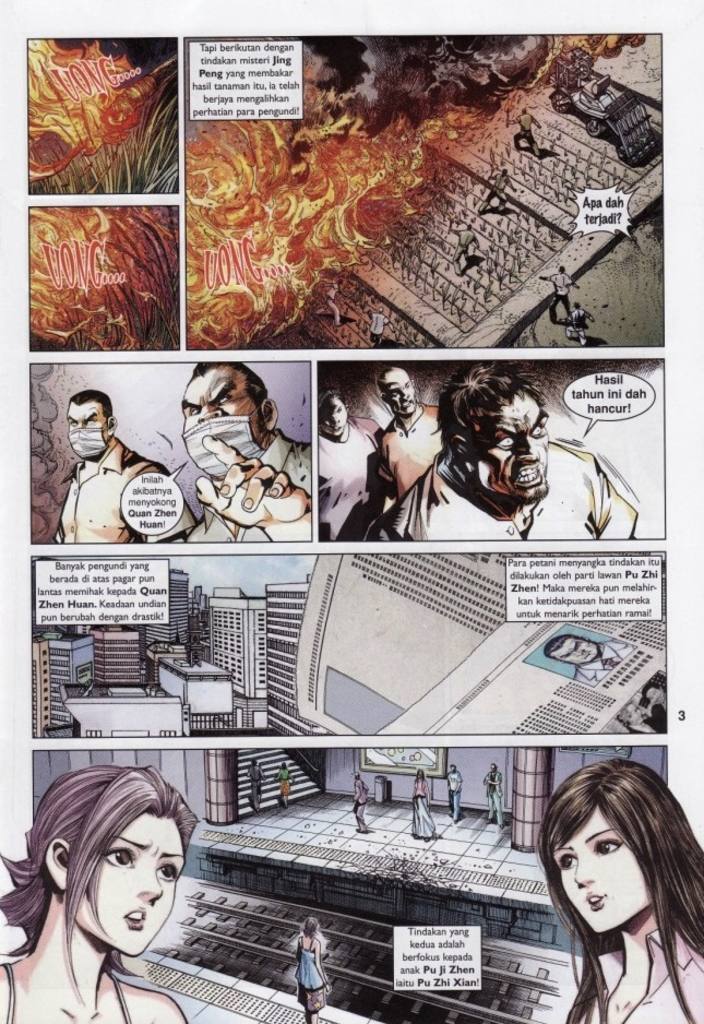 UONG....
Tapi berikutan dengan
tindakan misteri Jing
Peng yang membakar
hasil tanaman itu, ia telah
berjaya mengalihkan
perhatian para pengundi!
UONG....
UONG....
Apa dah
terjadi?
Inilah
akibatnya
menyokong
Quan Zhen
Huan!
Hasil
tahun ini dah
hancur!
Banyak pengundi yang
berada di atas pagar pun
lantas memihak kepada Quan
Zhen Huan. Keadaan undian
pun berubah dengan drastik!
Para petani menyangka tindakan itu
dilakukan oleh parti lawan Pu Zhi
Zhen! Maka mereka pun melahir-
kan ketidakpuasan hati mereka
untuk menarik perhatian ramai!
3
Tindakan yang
kedua adalah
berfokus kepada
anak Pu Ji Zhen
iaitu Pu Zhi Xian!